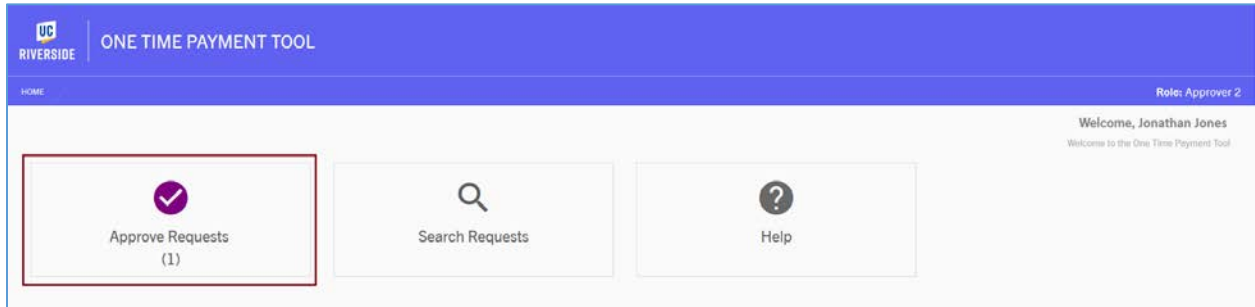 UC
RIVERSIDE
ONE TIME PAYMENT TOOL
HOME
Role: Approver 2
Welcome, Jonathan Jones
Welcome to the One Time Payment Tool
Approve Requests
(1)
Search Requests
?
Help